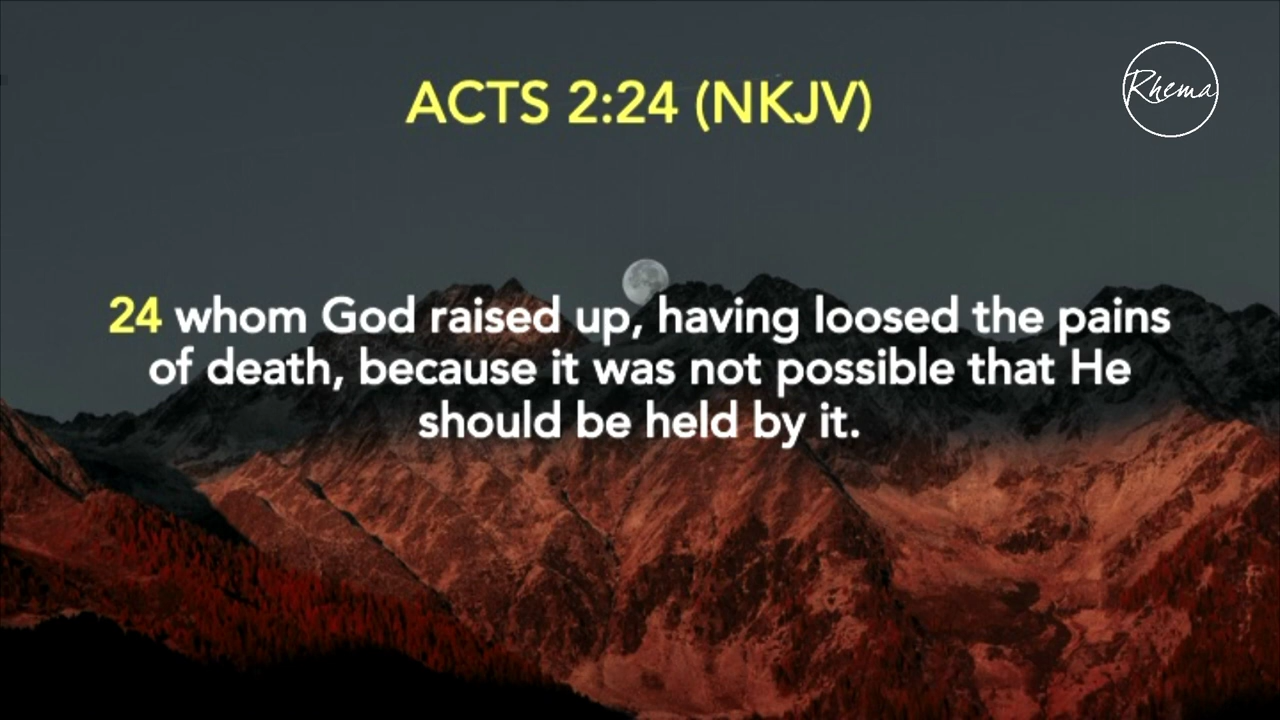 ACTS 2:24 (NKJV)
Rhema
24 whom God raised up, having loosed the pains
of death, because it was not possible that He
should be held by it.